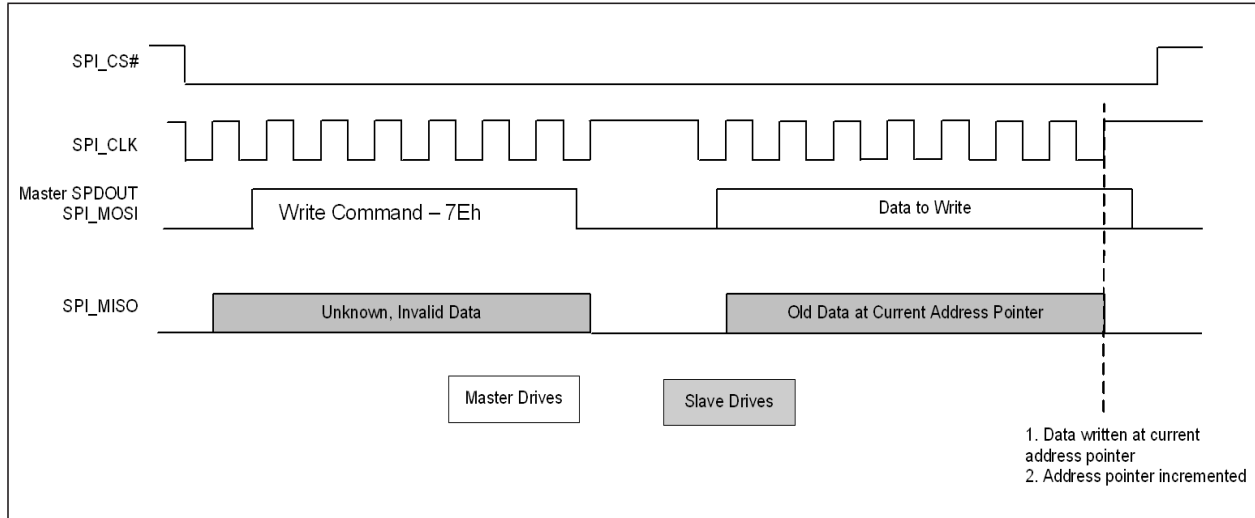 SPI_CS#
SPI_CLK
Master SPDOUT
SPI_MOSI
Write Command – 7Eh
Data to Write
SPI_MISO
Unknown, Invalid Data
Old Data at Current Address Pointer
Master Drives
Slave Drives
1. Data written at current
address pointer
2. Address pointer incremented